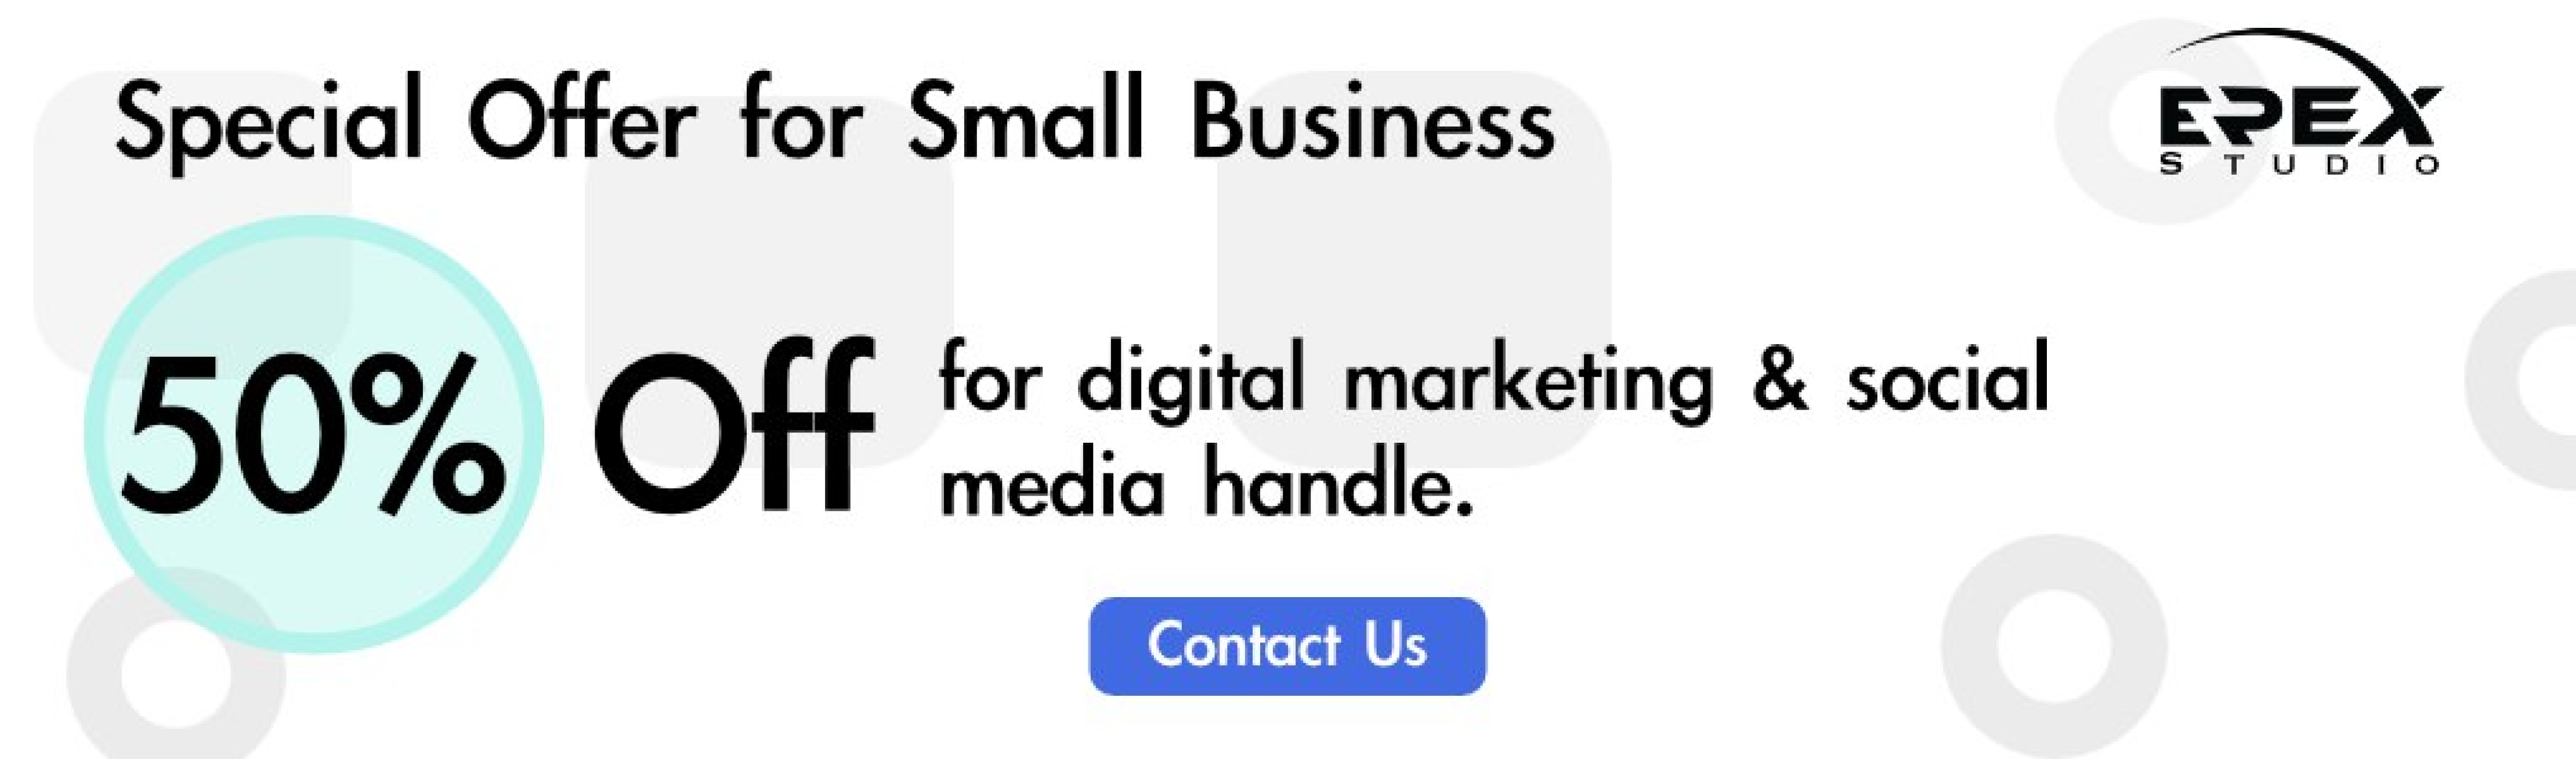 Special Offer for Small Business
EPEX
STUDIO
50% Off
for digital marketing & social
media handle.
Contact Us